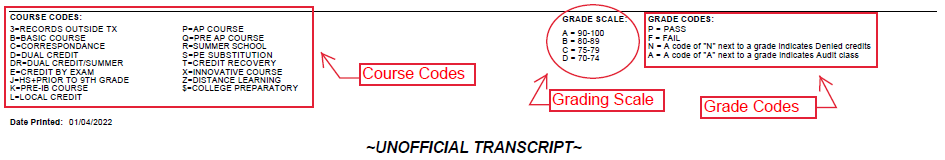 COURSE CODES:
3=RECORDS OUTSIDE TX
B=BASIC COURSE
C=CORRESPONDANCE
D=DUAL CREDIT
DR=DUAL CREDIT/SUMMER
E=CREDIT BY EXAM
J=HS+PRIOR TO 9TH GRADE
K=PRE-IB COURSE
L=LOCAL CREDIT
P=AP COURSE
Q=PRE AP COURSE
R=SUMMER SCHOOL
S=PE SUBSTITUTION
T=CREDIT RECOVERY
X=INNOVATIVE COURSE
Z=DISTANCE LEARNING
$=COLLEGE PREPARATORY
Course Codes
GRADE SCALE:
A = 90-100
B = 80-89
C = 75-79
D = 70-74
Grading Scale
GRADE CODES:
P = PASS
F = FAIL
N = A code of "N" next to a grade indicates Denied credits
A = A code of "A" next to a grade indicates Audit class
Grade Codes
Date Printed: 01/04/2022
~UNOFFICIAL TRANSCRIPT~